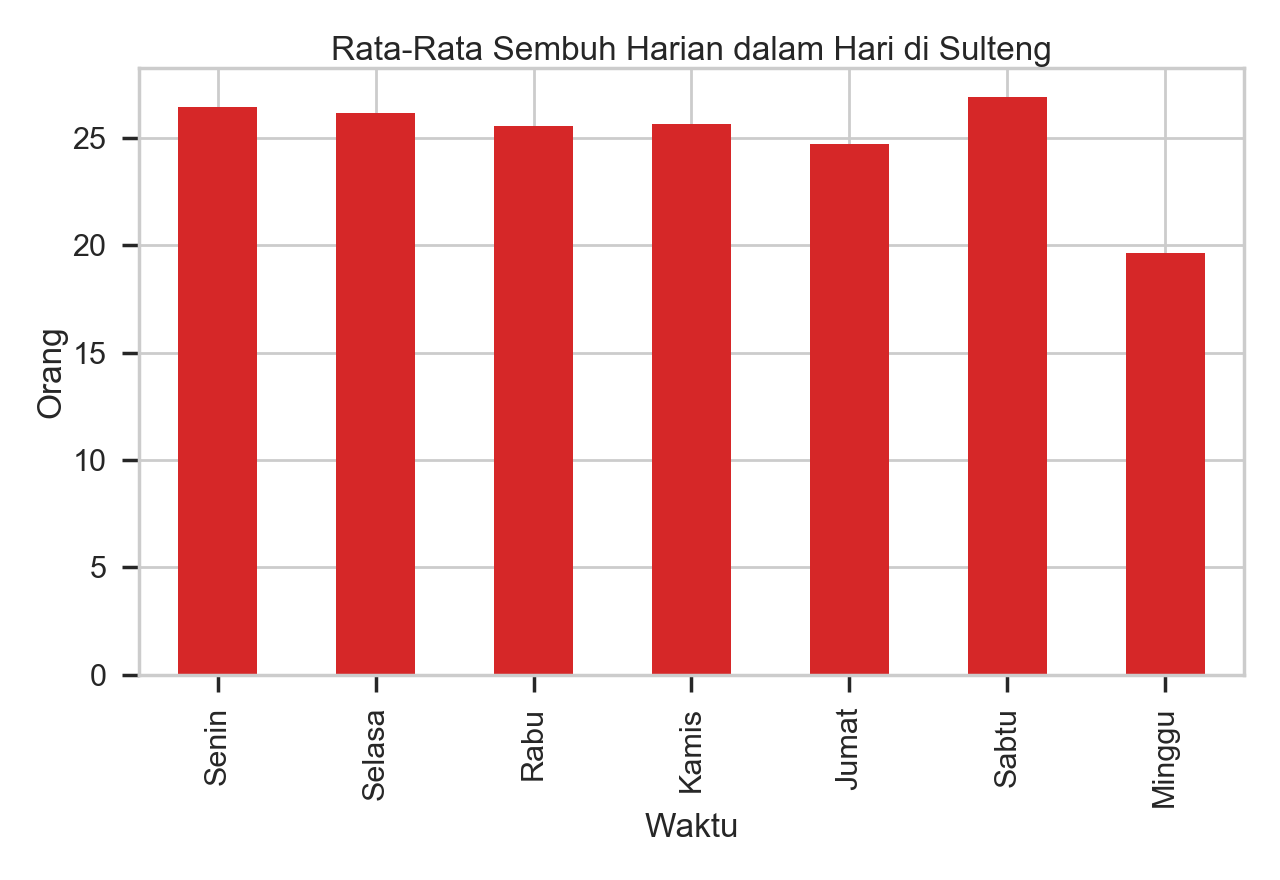 Rata-Rata Sembuh Harian dalam Hari di Sulteng
25
20
15
10
5
0
Orang
Senin
Selasa
Rabu
Kamis
Jumat
Sabtu
Minggu
Waktu